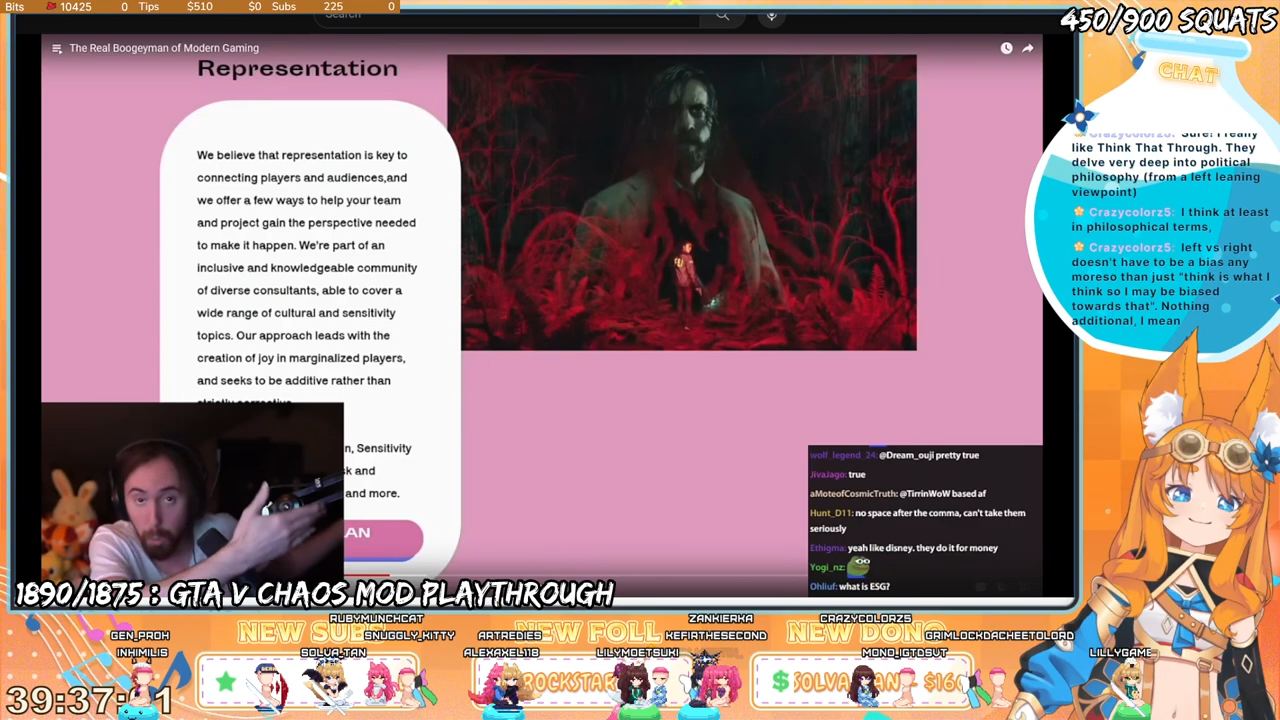 Bits 10425 0 Tips $510 $0 Subs 225 0
Search
450/900 SQUATS
The Real Boogeyman of Modern Gaming
Representation
We believe that representation is key to
connecting players and audiences,and
we offer a few ways to help your team
and project gain the perspective needed
to make it happen. We're part of an
inclusive and knowledgeable community
of diverse consultants, able to cover a
wide range of cultural and sensitivity
topics. Our approach leads with the
creation of joy in marginalized players,
and seeks to be additive rather than
strictly corrective
n, Sensitivity
sk and
and more.
AN
CHAT
Crazycolorz5: Sure! I really
like Think That Through. They
delve very deep into political
philosophy (from a left leaning
viewpoint)
Crazycolorz5: I think at least
in philosophical terms,
Crazycolorz5: left vs right
doesn't have to be a bias any
moreso than just "think is what I
think so I may be biased
towards that". Nothing
additional, I mean
wolf_legend_24: @Dream_ouji pretty true
JivaJago: true
aMoteofCosmicTruth: @TirrinWoW based af
Hunt_D11: no space after the comma, can't take them
seriously
Ethigma: yeah like disney. they do it for money
Yogi_nz:
Ohliuf: what is ESG?
1890/1875 : GTA V CHAOS MOD PLAYTHROUGH
NEW SUBS
NEW FOLL
NEW DONO
RUBYMUNCHCAT
ZANKIERKA
CRAZYCOLORZ5
GEN_PROH
SNUGGLY_KITTY
ARTREDIES
KEFIRTHESECOND
GRIMLOCKDACHEETOLORD
INHIMILIS
SOLVA_TAN
ALEXAXEL118
LILYMOETSUKI
MONO_IGTDSVT
LILLYGAME_
ROCKSTAR
$
39:37: